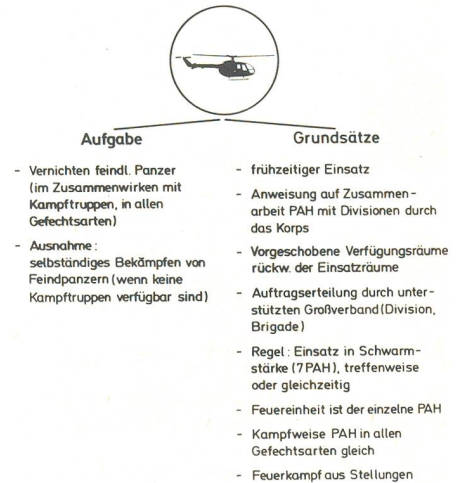 Aufgabe
- Vernichten feindl. Panzer
(im Zusammenwirken mit
Kampftruppen, in allen
Gefechtsarten)
- Ausnahme:
selbständiges Bekämpfen von
Feindpanzern (wenn keine
Kampftruppen verfügbar sind)
Grundsätze
- frühzeitiger Einsatz
- Anweisung auf Zusammen-
arbeit PAH mit Divisionen durch
das Korps
- Vorgeschobene Verfügungsräume
rückw. der Einsatzräume
- Auftragserteilung durch unter-
stützten Großverband (Division,
Brigade)
- Regel: Einsatz in Schwarm-
stärke (7 PAH), treffenweise
oder gleichzeitig
- Feuereinheit ist der einzelne PAH
- Kampfweise PAH in allen
Gefechtsarten gleich
- Feuerkampf aus Stellungen